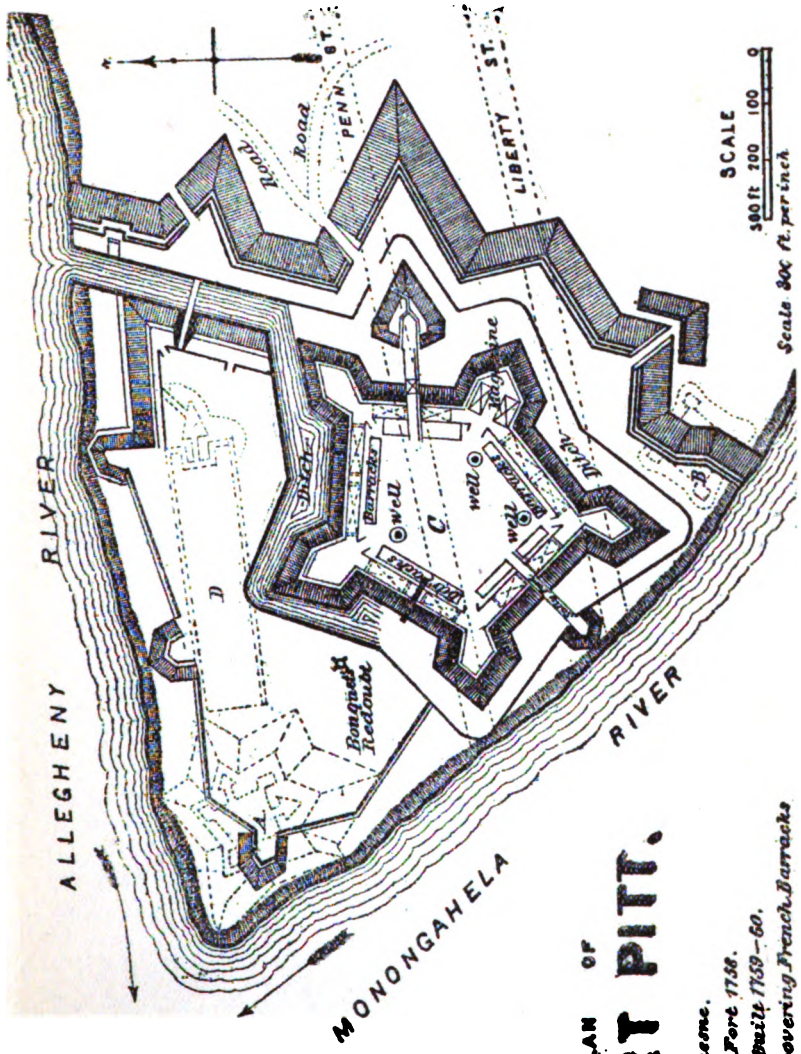 ALLEGHENY RIVER
MONONGAHELA RIVER
N.
PENN ST.
LIBERTY ST.
Road
Road
SCALE
300 ft 200 100 0
Scale 300 ft. per inch
Ditch
Barracks
well
Magazine
well
C
Barracks
well
Barracks
Ditch
B
D
Bouquet
Redoubt
A
OF
T PITT.
Fort 1758.
Built 1759-60.
overing French Barracks